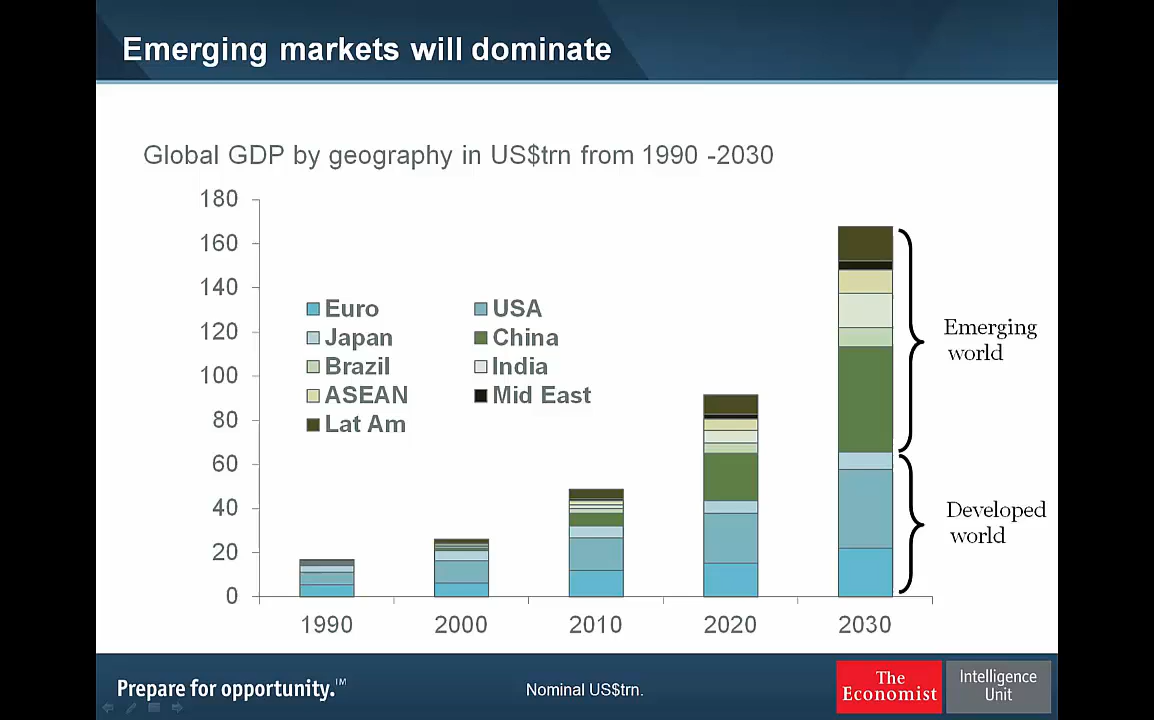 Emerging markets will dominate
Global GDP by geography in US$trn from 1990 -2030
180
160
140
120
100
80
60
40
20
0
Euro
USA
Japan
China
Brazil
India
ASEAN
Mid East
Lat Am
Emerging
world
Developed
world
1990 2000 2010 2020 2030
Prepare for opportunity.™
Nominal US$trn.
The
Economist
Intelligence
Unit